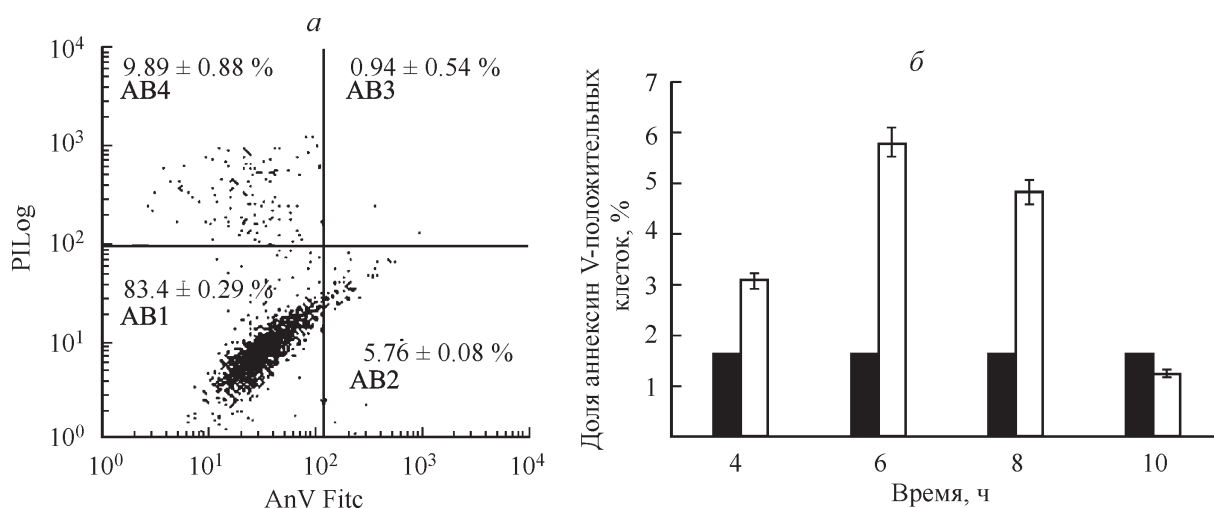 а
10⁴
9.89 ± 0.88 %
AB4
0.94 ± 0.54 %
AB3
10³
PILog
10²
83.4 ± 0.29 %
AB1
10¹
5.76 ± 0.08 %
AB2
10⁰
10⁰ 10¹ 10² 10³ 10⁴
AnV Fitc
б
Доля аннексин V-положительных
клеток, %
7
6
5
4
3
2
1
4 6 8 10
Время, ч